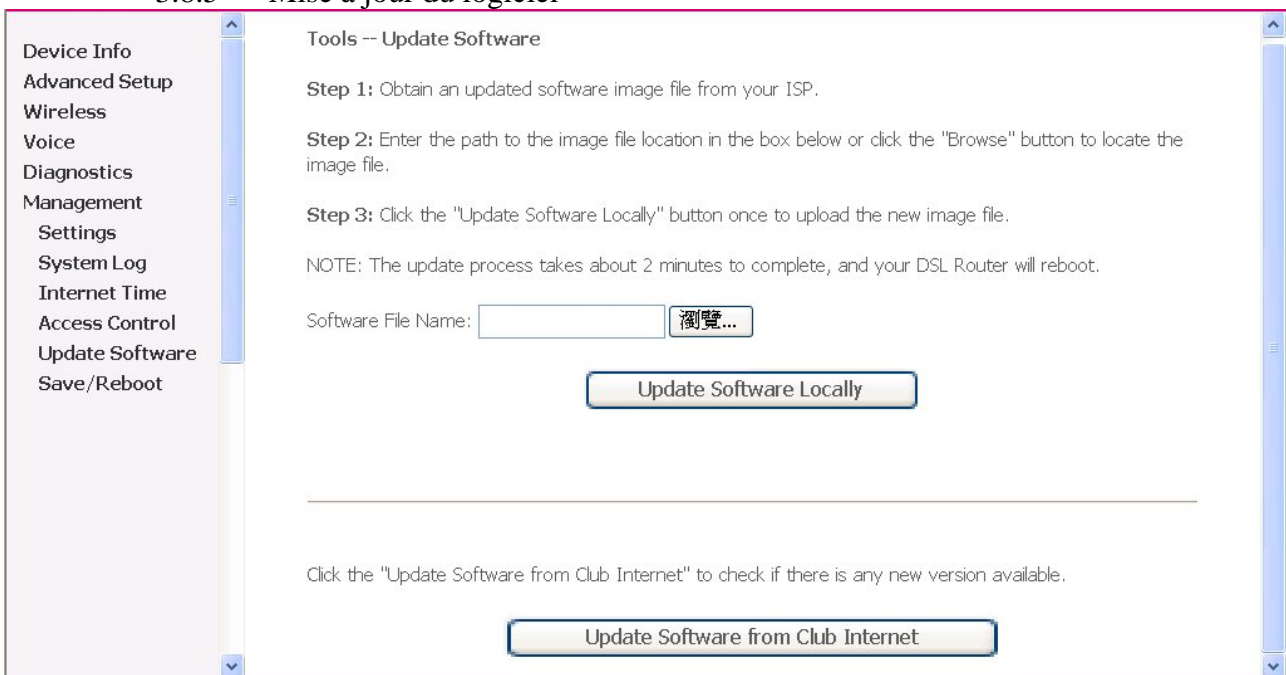 Mise à jour du logiciel
Device Info
Advanced Setup
Wireless
Voice
Diagnostics
Management
Settings
System Log
Internet Time
Access Control
Update Software
Save/Reboot
Tools -- Update Software
Step 1: Obtain an updated software image file from your ISP.
Step 2: Enter the path to the image file location in the box below or click the "Browse" button to locate the
image file.
Step 3: Click the "Update Software Locally" button once to upload the new image file.
NOTE: The update process takes about 2 minutes to complete, and your DSL Router will reboot.
Software File Name: 瀏覽...
Update Software Locally
Click the "Update Software from Club Internet" to check if there is any new version available.
Update Software from Club Internet